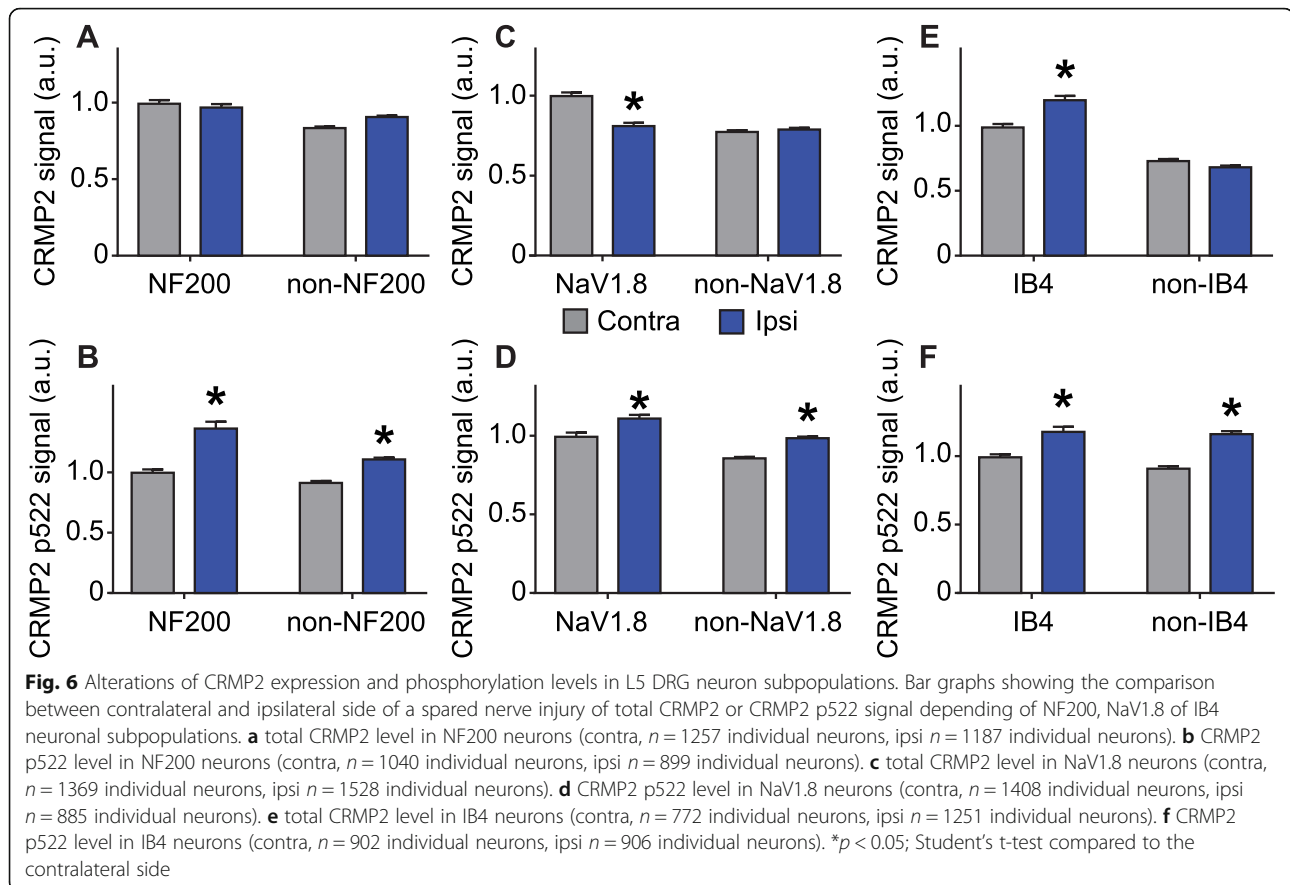 A
CRMP2 signal (a.u.)
1.0
0.5
0
NF200 non-NF200
C
CRMP2 signal (a.u.)
1.0
0.5
0
*
NaV1.8 non-NaV1.8
E
CRMP2 signal (a.u.)
1.0
0.5
0
*
IB4 non-IB4
Contra Ipsi
B
CRMP2 p522 signal (a.u.)
1.0
0.5
0
* *
NF200 non-NF200
D
CRMP2 p522 signal (a.u.)
1.0
0.5
0
* *
NaV1.8 non-NaV1.8
F
CRMP2 p522 signal (a.u.)
1.0
0.5
0
* *
IB4 non-IB4
Fig. 6 Alterations of CRMP2 expression and phosphorylation levels in L5 DRG neuron subpopulations. Bar graphs showing the comparison
between contralateral and ipsilateral side of a spared nerve injury of total CRMP2 or CRMP2 p522 signal depending of NF200, NaV1.8 of IB4
neuronal subpopulations. a total CRMP2 level in NF200 neurons (contra, n = 1257 individual neurons, ipsi n = 1187 individual neurons). b CRMP2
p522 level in NF200 neurons (contra, n = 1040 individual neurons, ipsi n = 899 individual neurons). c total CRMP2 level in NaV1.8 neurons (contra,
n = 1369 individual neurons, ipsi n = 1528 individual neurons). d CRMP2 p522 level in NaV1.8 neurons (contra, n = 1408 individual neurons, ipsi
n = 885 individual neurons). e total CRMP2 level in IB4 neurons (contra, n = 772 individual neurons, ipsi n = 1251 individual neurons). f CRMP2
p522 level in IB4 neurons (contra, n = 902 individual neurons, ipsi n = 906 individual neurons). *p < 0.05; Student's t-test compared to the
contralateral side